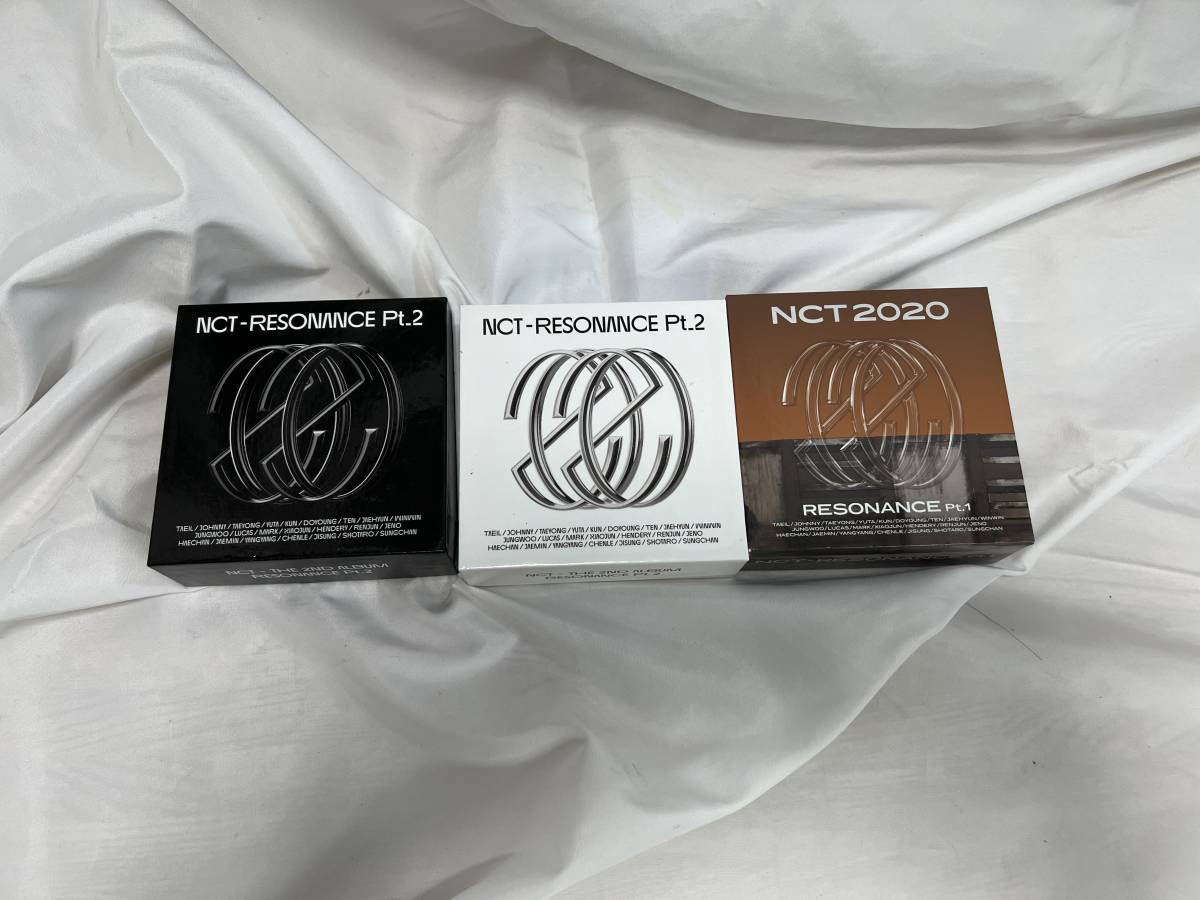 NCT - RESONANCE Pt.2
TAEIL / JOHNNY / TAEYONG / YUTA / KUN / DOYOUNG / TEN / JAEHYUN / WINWIN
JUNGWOO / LUCAS / MARK / XIAOJUN / HENDERY / RENJUN / JENO
HAECHAN / JAEMIN / YANGYANG / CHENLE / JISUNG / SHOTARO / SUNGCHAN
NCT - THE 2ND ALBUM
RESONANCE Pt.2
NCT - RESONANCE Pt.2
TAEIL / JOHNNY / TAEYONG / YUTA / KUN / DOYOUNG / TEN / JAEHYUN / WINWIN
JUNGWOO / LUCAS / MARK / XIAOJUN / HENDERY / RENJUN / JENO
HAECHAN / JAEMIN / YANGYANG / CHENLE / JISUNG / SHOTARO / SUNGCHAN
NCT - THE 2ND ALBUM
RESONANCE Pt.2
NCT 2020
RESONANCE Pt.1
TAEIL / JOHNNY / TAEYONG / YUTA / KUN / DOYOUNG / TEN / JAEHYUN / WINWIN
JUNGWOO / LUCAS / MARK / XIAOJUN / HENDERY / RENJUN / JENO
HAECHAN / JAEMIN / YANGYANG / CHENLE / JISUNG / SHOTARO / SUNGCHAN